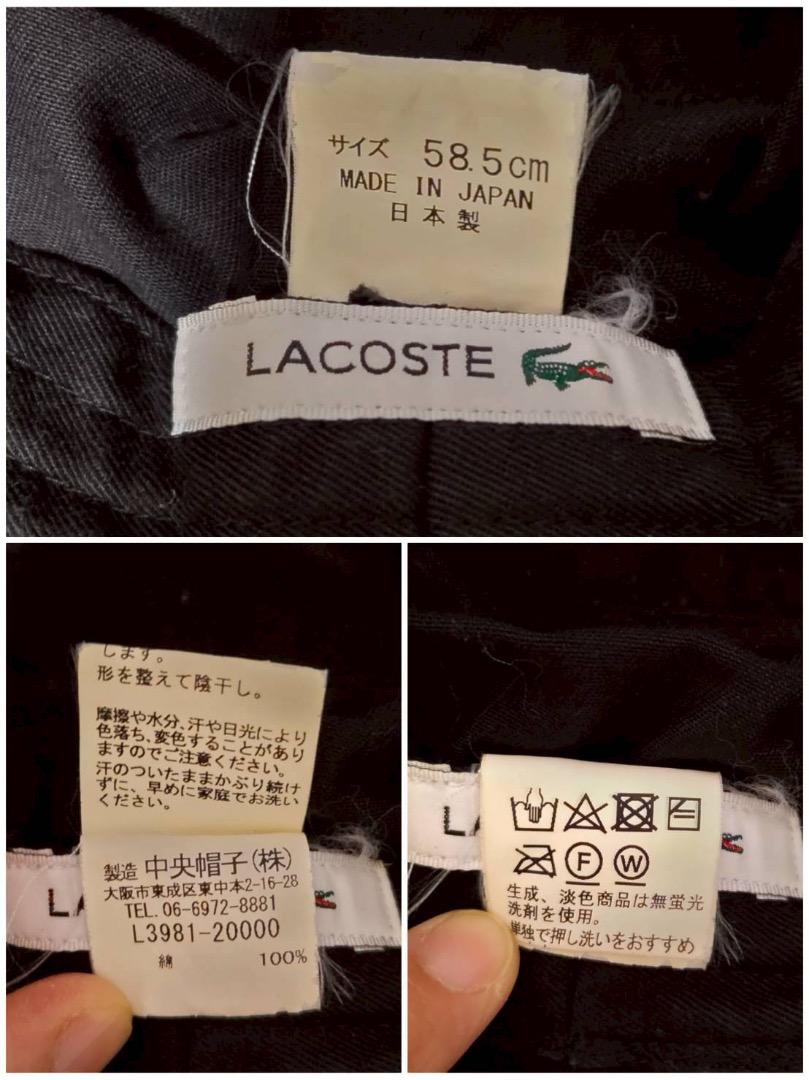 サイズ 58.5cm
MADE IN JAPAN
日本製
LACOSTE
します。
形を整えて陰干し。
摩擦や水分、汗や日光により
色落ち、変色することがあり
ますのでご注意ください。
汗のついたままかぶり続け
ずに、早めに家庭でお洗い
ください。
製造 中央帽子(株)
大阪市東成区東中本2-16-28
TEL. 06-6972-8881
L3981-20000
綿 100%
LA
L
F W
生成、淡色商品は無蛍光
洗剤を使用。
単独で押し洗いをおすすめ